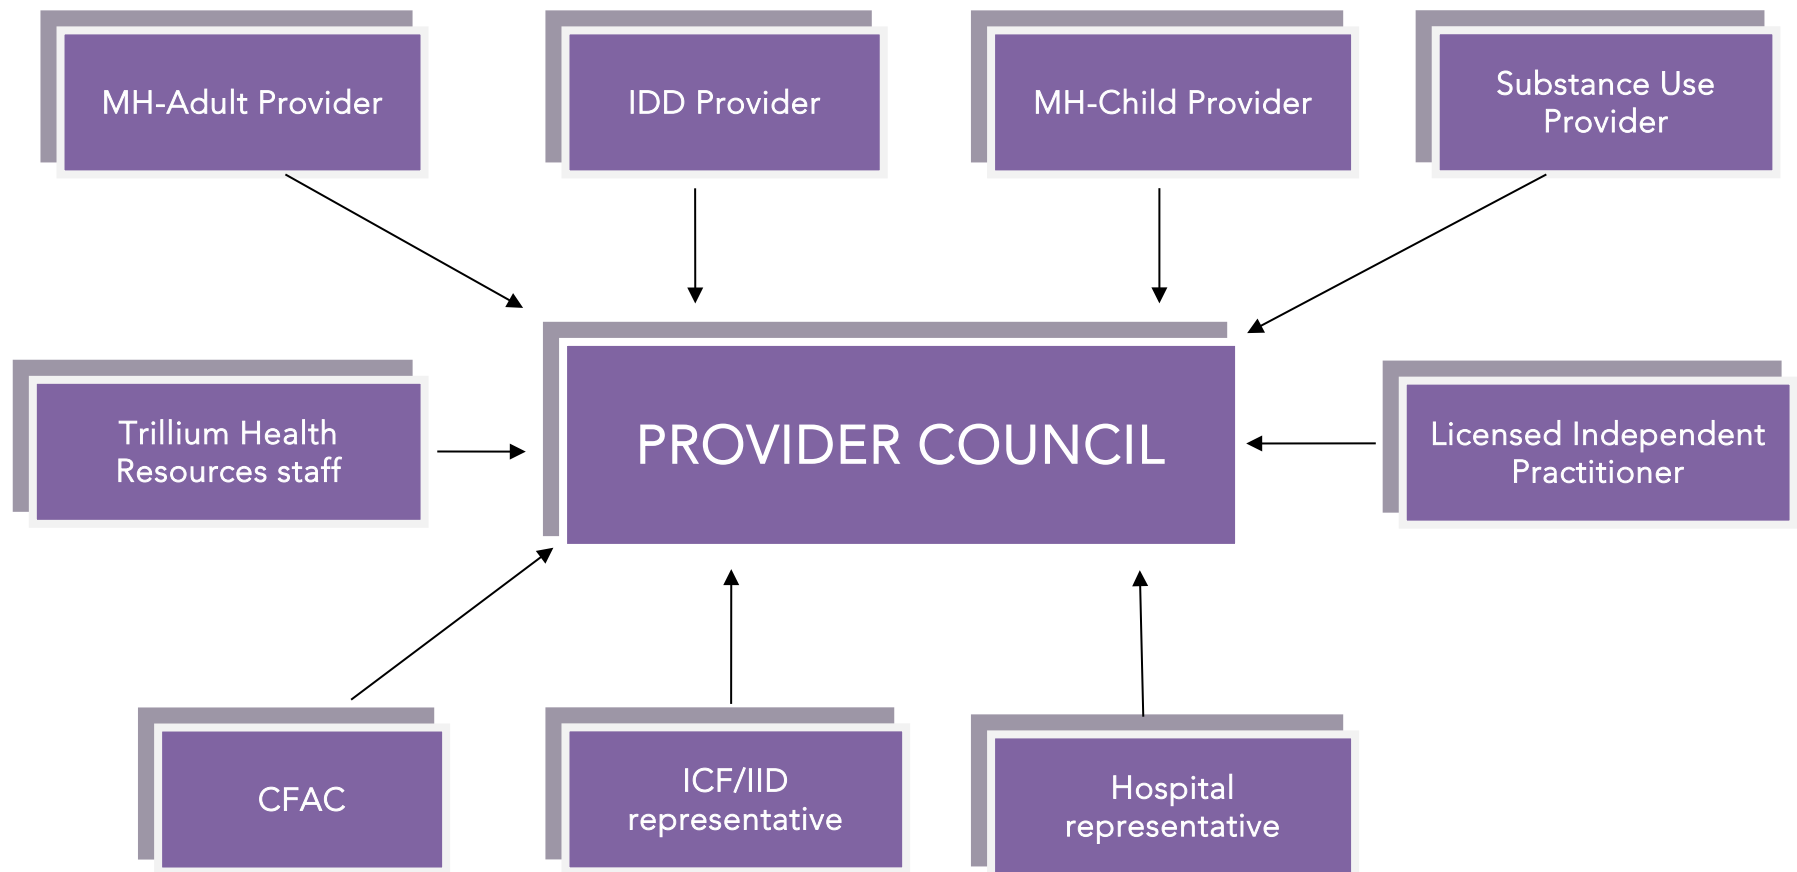 MH-Adult Provider
IDD Provider
MH-Child Provider
Substance Use
Provider
Trillium Health
Resources staff
PROVIDER COUNCIL
Licensed Independent
Practitioner
CFAC
ICF/IID
representative
Hospital
representative